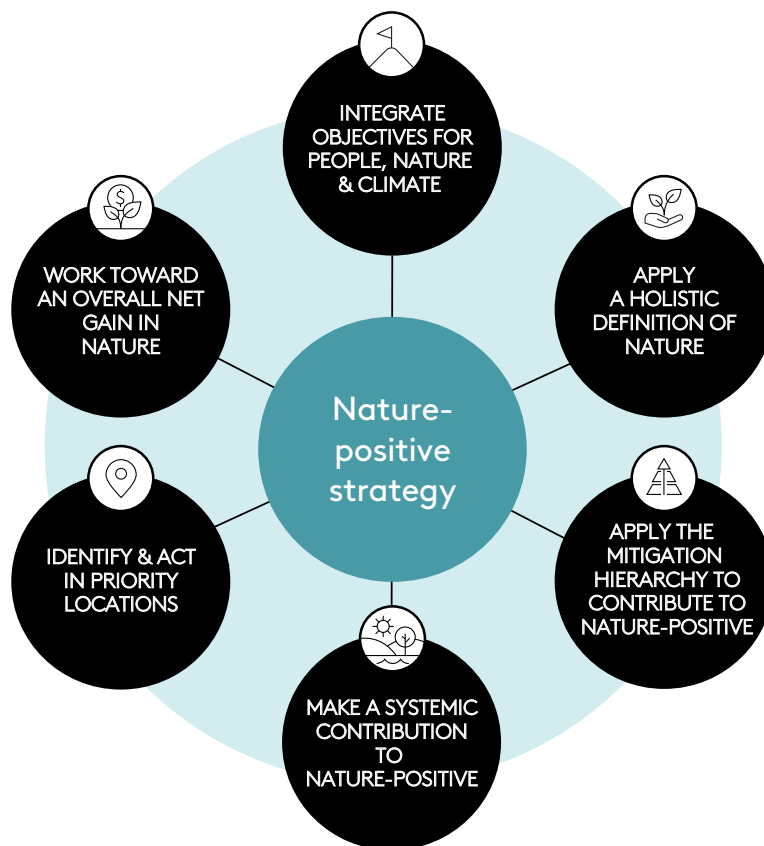 INTEGRATE
OBJECTIVES FOR
PEOPLE, NATURE
& CLIMATE
WORK TOWARD
AN OVERALL NET
GAIN IN
NATURE
APPLY
A HOLISTIC
DEFINITION OF
NATURE
Nature-
positive
strategy
IDENTIFY & ACT
IN PRIORITY
LOCATIONS
APPLY THE
MITIGATION
HIERARCHY TO
CONTRIBUTE TO
NATURE-POSITIVE
MAKE A SYSTEMIC
CONTRIBUTION
TO
NATURE-POSITIVE
$